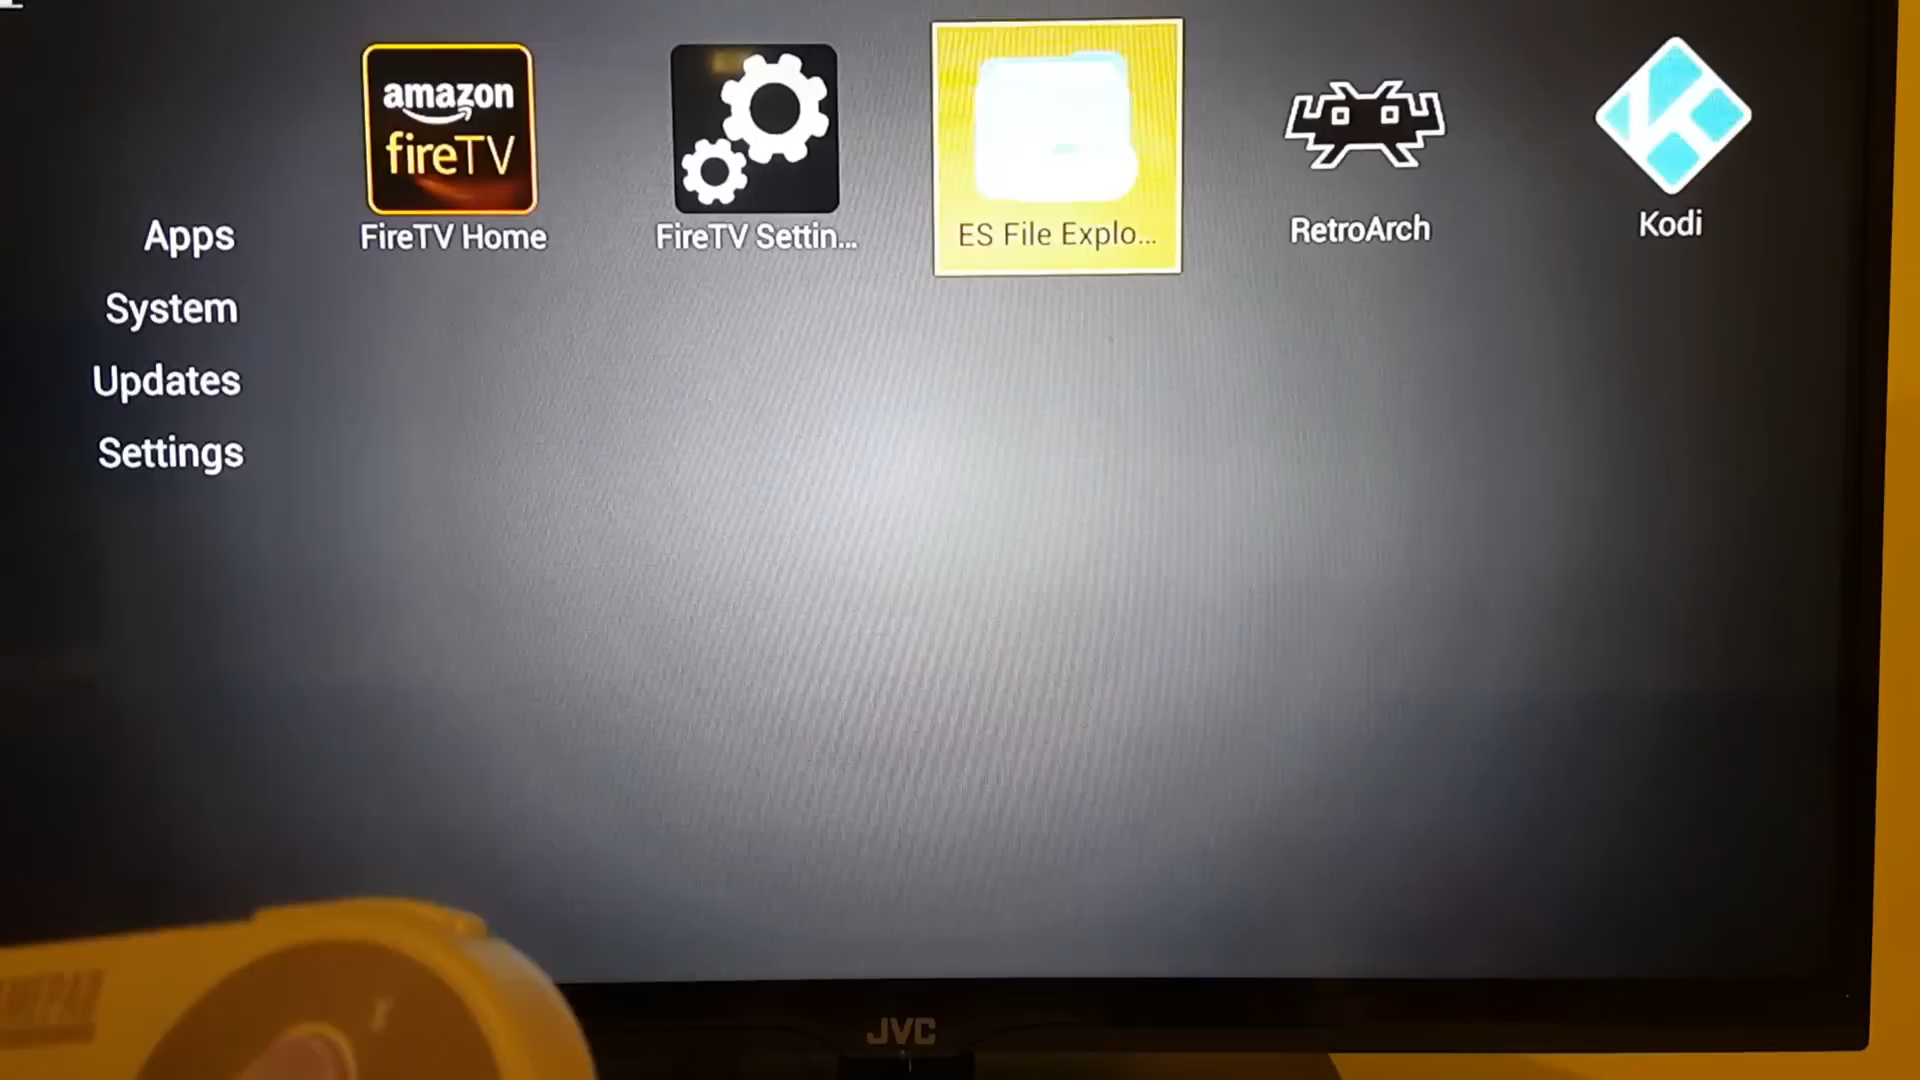 amazon
fireTV
FireTV Home
FireTV Settin...
ES File Explo...
RetroArch
Kodi
Apps
System
Updates
Settings
X
JVC